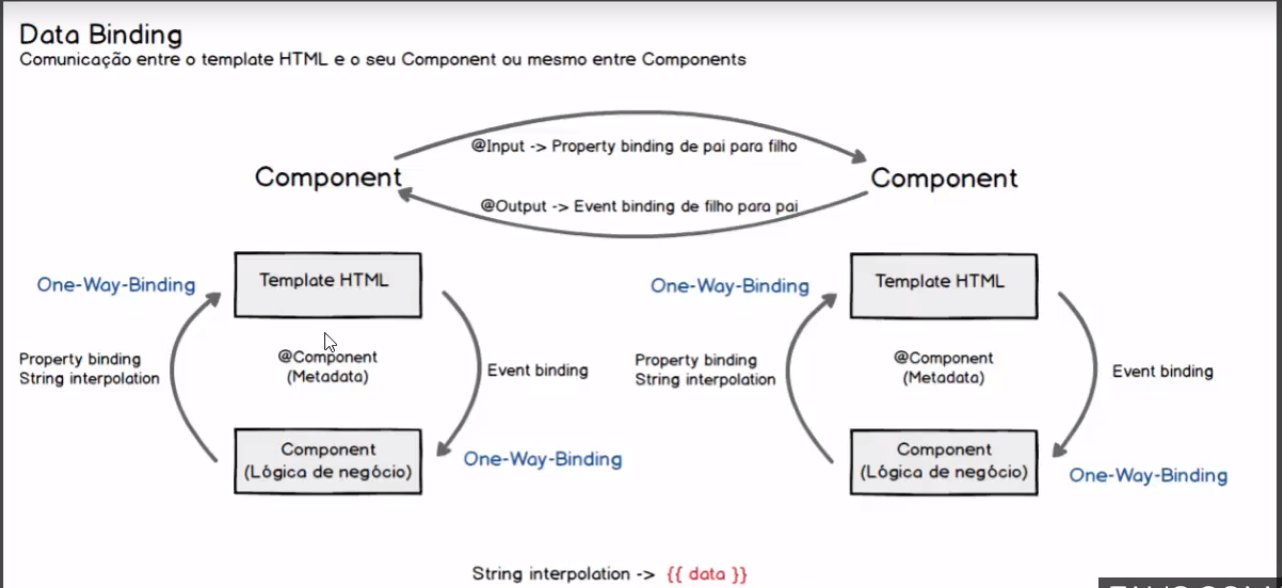 Data Binding
Comunicação entre o template HTML e o seu Component ou mesmo entre Components
@Input -> Property binding de pai para filho
Component
Component
@Output -> Event binding de filho para pai
One-Way-Binding
Template HTML
One-Way-Binding
Template HTML
Property binding
String interpolation
@Component
(Metadata)
Event binding
Property binding
String interpolation
@Component
(Metadata)
Event binding
Component
(Lógica de negócio)
One-Way-Binding
Component
(Lógica de negócio)
One-Way-Binding
String interpolation -> {{ data }}